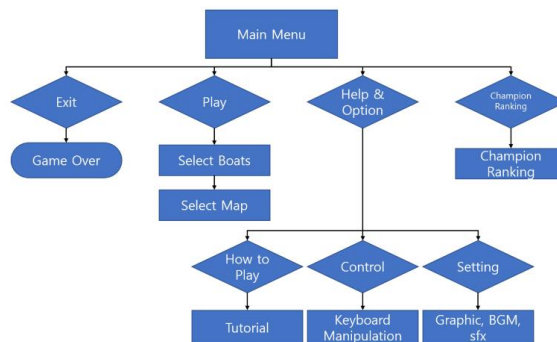 Main Menu
Exit
Play
Help &
Option
Champion
Ranking
Game Over
Select Boats
Champion
Ranking
Select Map
How to
Play
Control
Setting
Tutorial
Keyboard
Manipulation
Graphic, BGM,
sfx